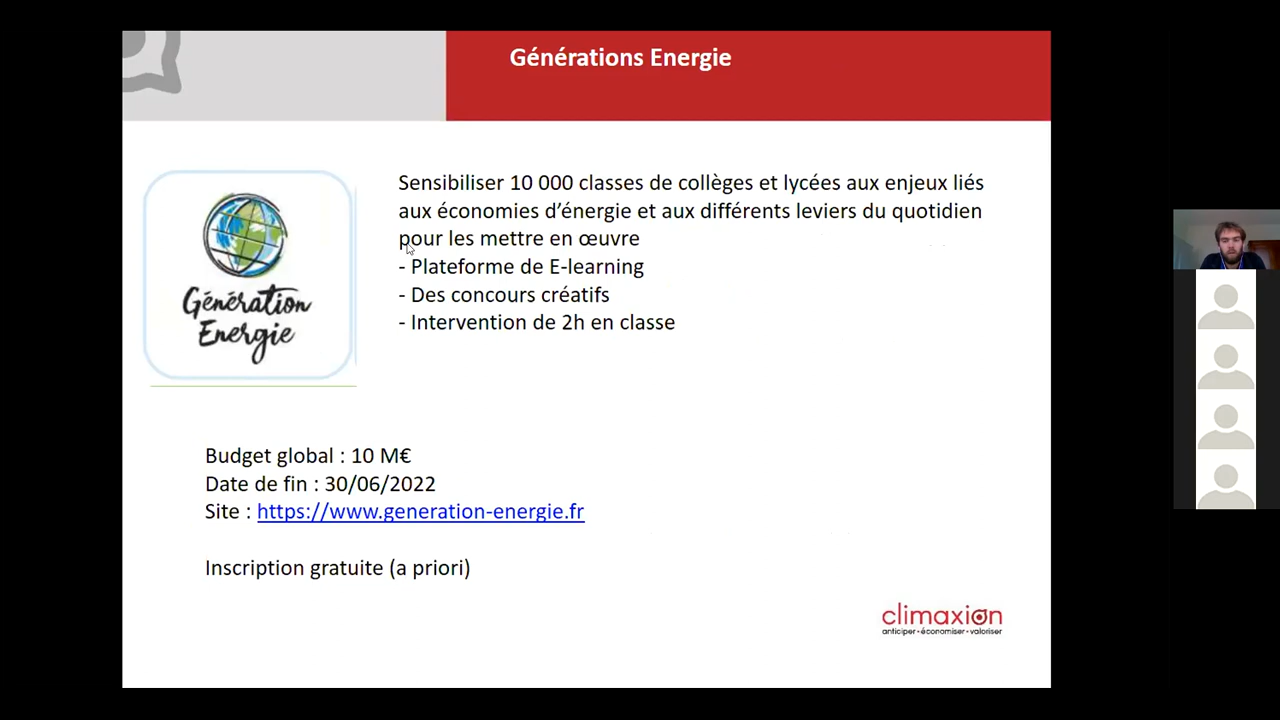 Générations Energie
Sensibiliser 10 000 classes de collèges et lycées aux enjeux liés
aux économies d’énergie et aux différents leviers du quotidien
pour les mettre en œuvre
- Plateforme de E-learning
- Des concours créatifs
- Intervention de 2h en classe
Génération
Energie
Budget global : 10 M€
Date de fin : 30/06/2022
Site : https://www.generation-energie.fr
Inscription gratuite (a priori)
climaxion
anticiper • économiser • valoriser